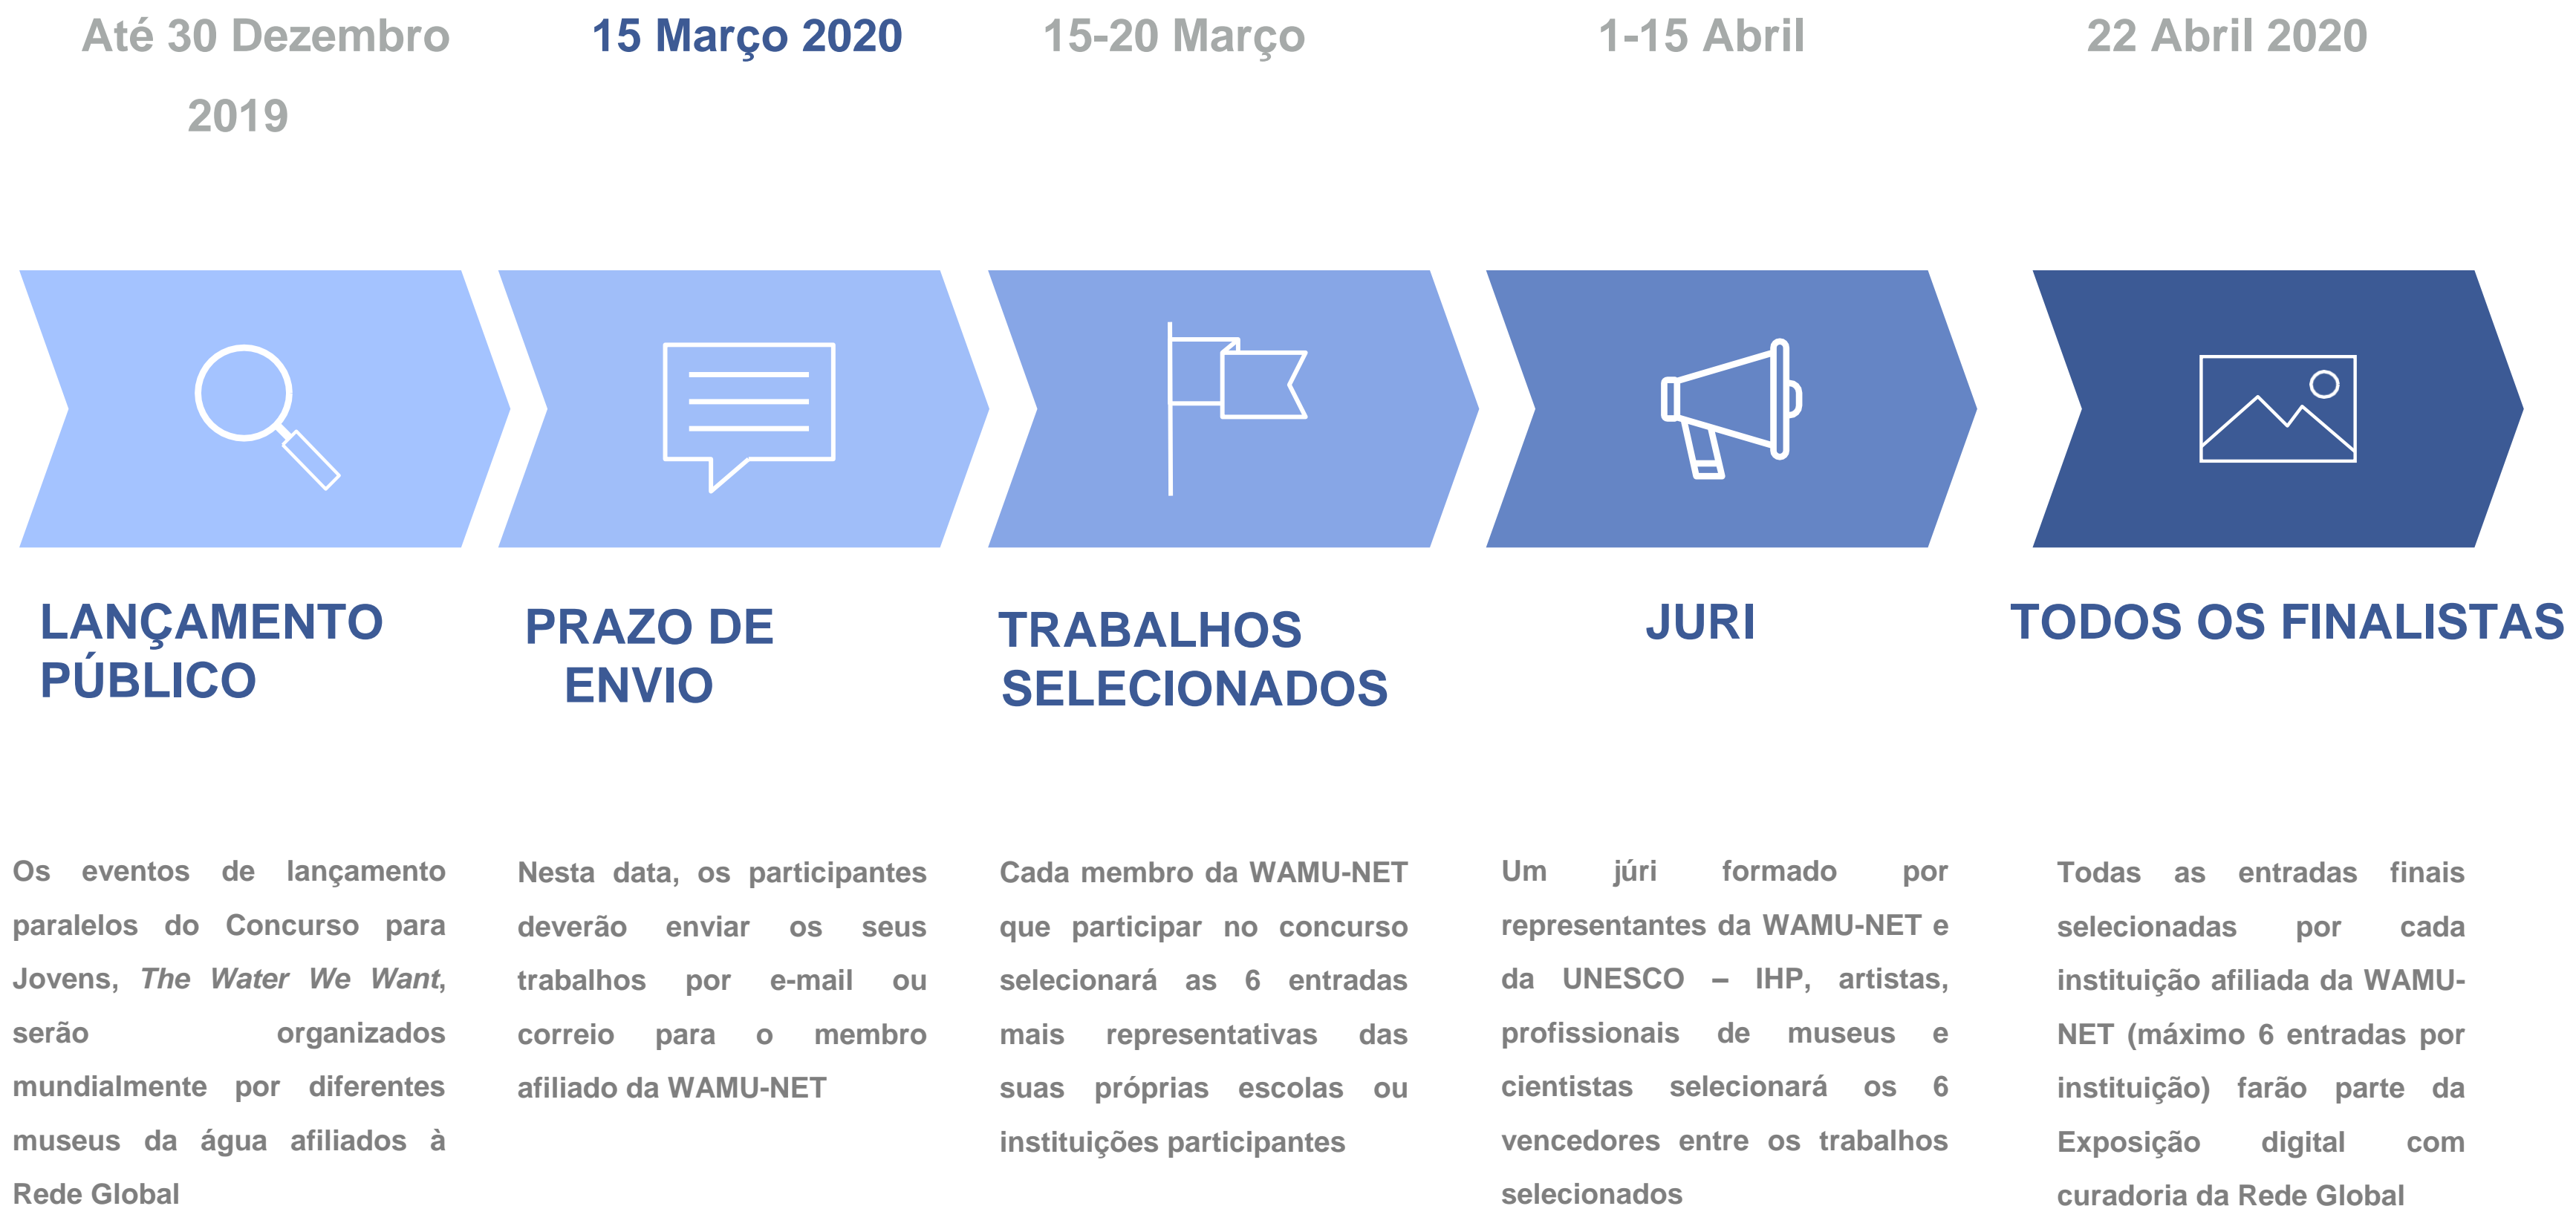 Até 30 Dezembro
2019
15 Março 2020
15-20 Março
1-15 Abril
22 Abril 2020
LANÇAMENTO
PÚBLICO
PRAZO DE
ENVIO
TRABALHOS
SELECIONADOS
JURI
TODOS OS FINALISTAS
Os eventos de lançamento
paralelos do Concurso para
Jovens, The Water We Want,
serão organizados
mundialmente por diferentes
museus da água afiliados à
Rede Global
Nesta data, os participantes
deverão enviar os seus
trabalhos por e-mail ou
correio para o membro
afiliado da WAMU-NET
Cada membro da WAMU-NET
que participar no concurso
selecionará as 6 entradas
mais representativas das
suas próprias escolas ou
instituições participantes
Um júri formado por
representantes da WAMU-NET e
da UNESCO – IHP, artistas,
profissionais de museus e
cientistas selecionará os 6
vencedores entre os trabalhos
selecionados
Todas as entradas finais
selecionadas por cada
instituição afiliada da WAMU-
NET (máximo 6 entradas por
instituição) farão parte da
Exposição digital com
curadoria da Rede Global